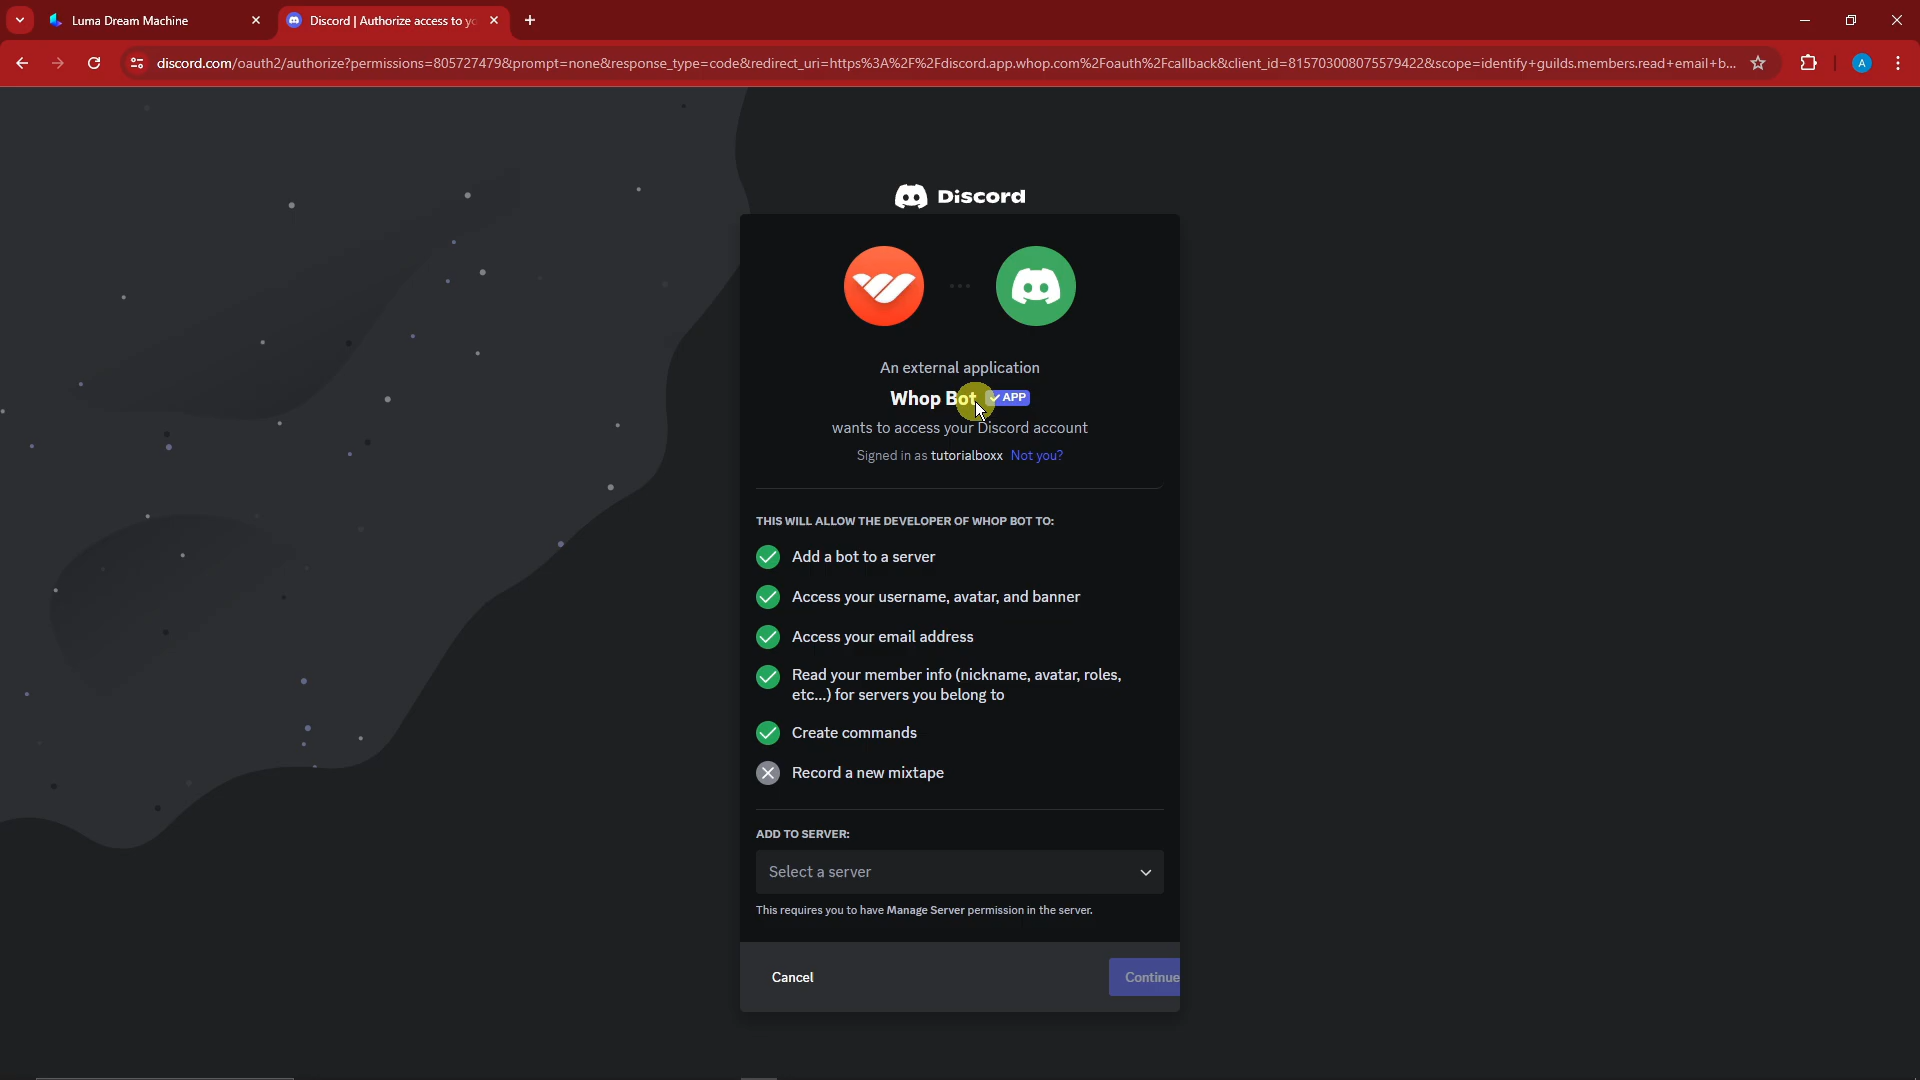 Luma Dream Machine
Discord | Authorize access to yo
discord.com/oauth2/authorize?permissions=805727479&prompt=none&response_type=code&redirect_uri=https%3A%2F%2Fdiscord.app.whop.com%2Foauth%2Fcallback&client_id=815703008075579422&scope=identify+guilds.members.read+email+b...
A
Discord
An external application
Whop Bot APP
wants to access your Discord account
Signed in as tutorialboxx Not you?
THIS WILL ALLOW THE DEVELOPER OF WHOP BOT TO:
Add a bot to a server
Access your username, avatar, and banner
Access your email address
Read your member info (nickname, avatar, roles,
etc...) for servers you belong to
Create commands
Record a new mixtape
ADD TO SERVER:
Select a server
This requires you to have Manage Server permission in the server.
Cancel
Continue